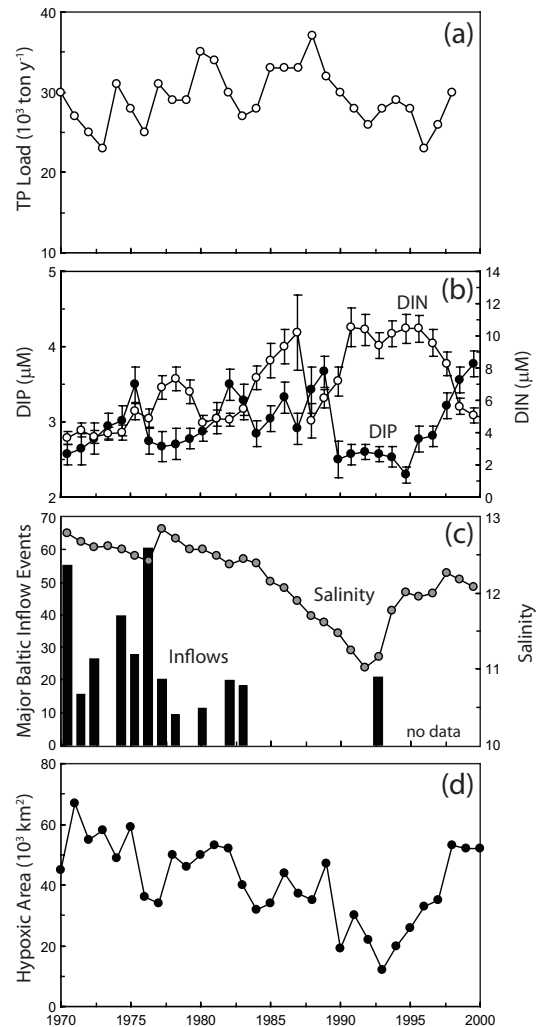 (a)
TP Load (10³ ton y⁻¹)
40
30
20
10
(b)
DIP (μM)
5
4
3
2
DIN
DIP
14
12
10
8
6
4
2
0
DIN (μM)
(c)
Major Baltic Inflow Events
70
60
50
40
30
20
10
0
Salinity
Inflows
no data
13
12
11
10
Salinity
(d)
Hypoxic Area (10³ km²)
80
60
40
20
0
1970 1975 1980 1985 1990 1995 2000